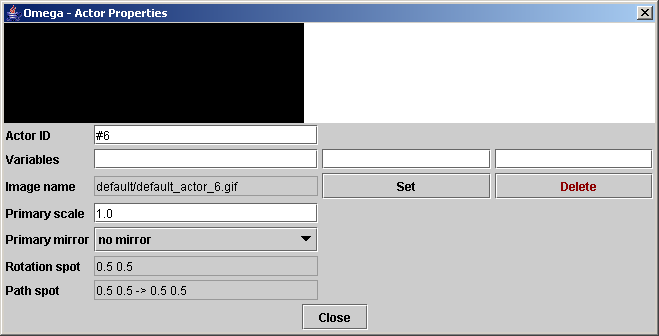 Omega - Actor Properties
Actor ID #6
Variables
Image name default/default_actor_6.gif Set Delete
Primary scale 1.0
Primary mirror no mirror
Rotation spot 0.5 0.5
Path spot 0.5 0.5 -> 0.5 0.5
Close